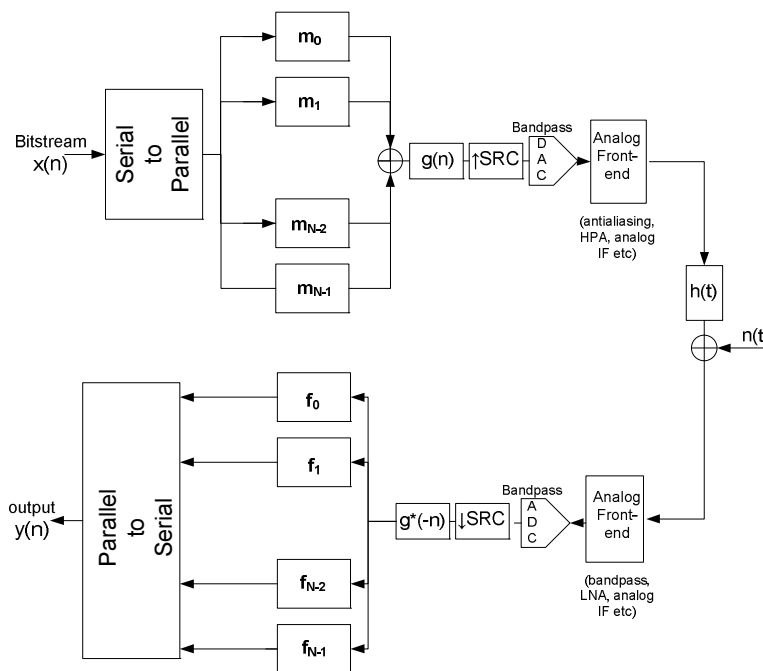 Bitstream
x(n)
Serial
to
Parallel
m0
m1
mN-2
mN-1
g(n)
↑SRC
Bandpass
D
A
C
Analog
Front-
end
(antialiasing,
HPA, analog
IF etc)
h(t)
n(t
Analog
Front-
end
(bandpass,
LNA, analog
IF etc)
Bandpass
A
D
C
↓SRC
g*(-n)
f0
f1
fN-2
fN-1
Parallel
to
Serial
output
y(n)